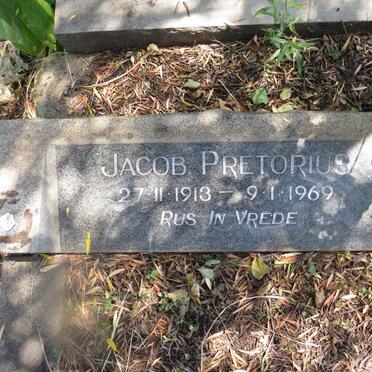 JACOB PRETORIUS
27·11·1913 – 9·1·1969
RUS IN VREDE